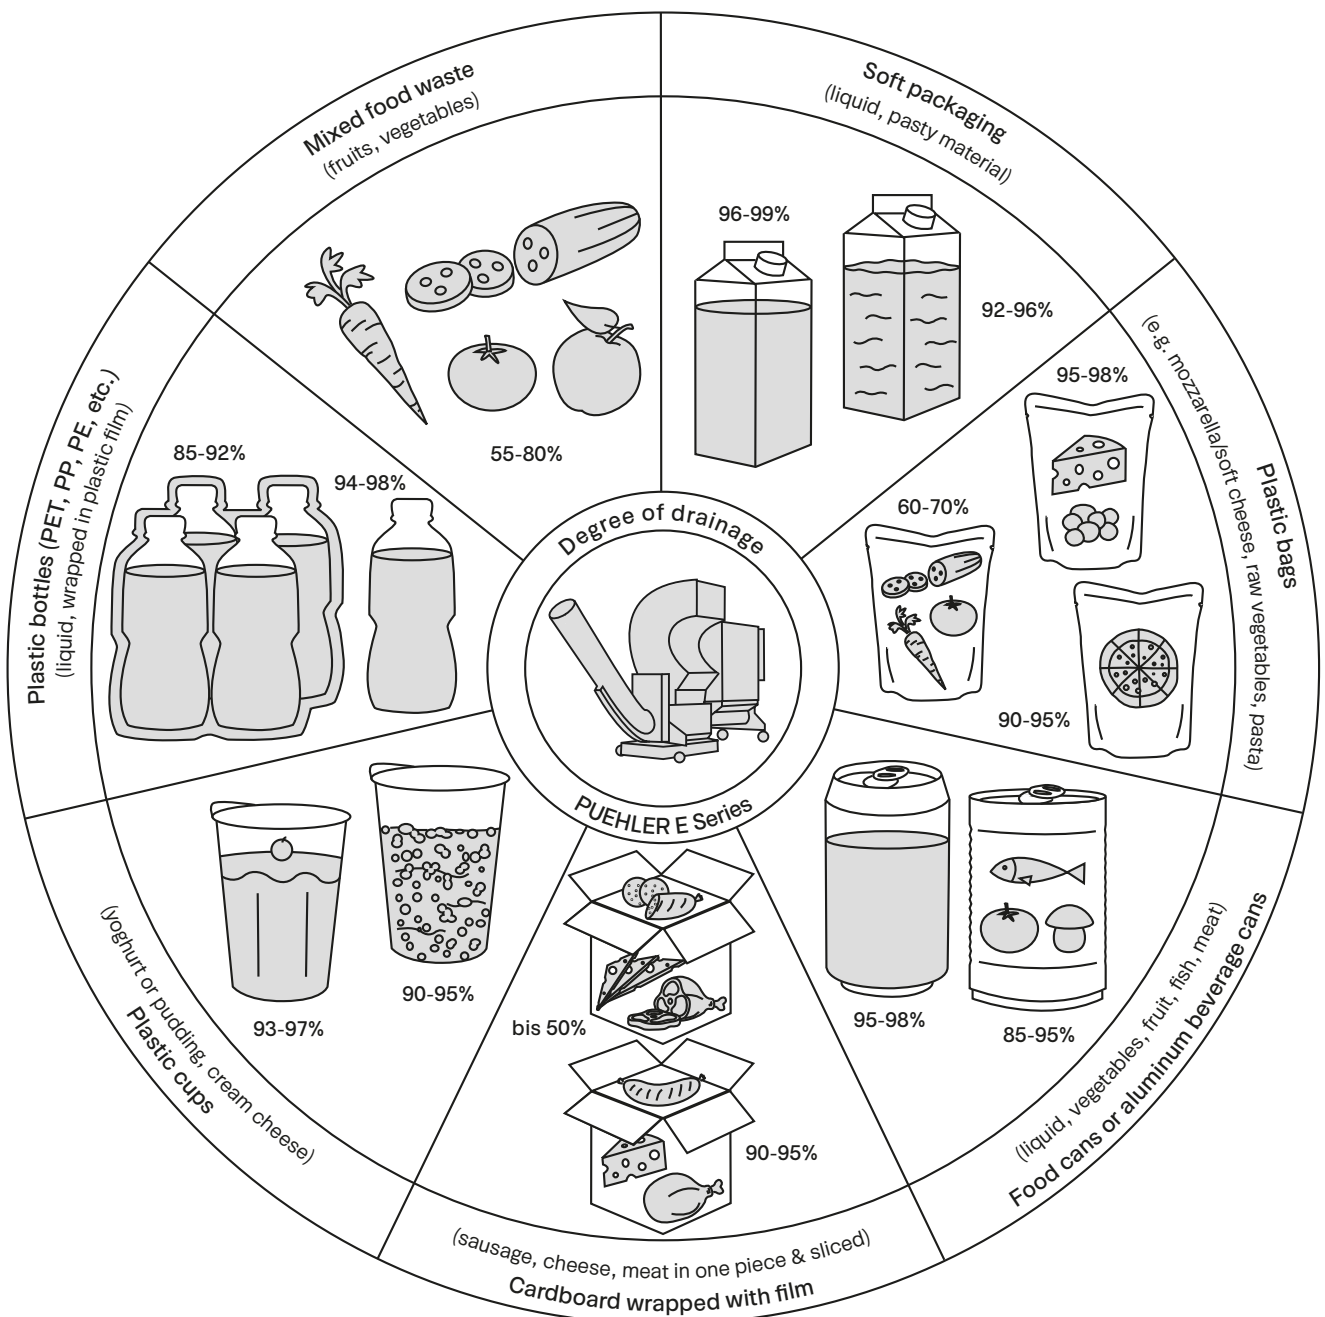 Mixed food waste
(fruits, vegetables)
55-80%
Soft packaging
(liquid, pasty material)
96-99%
92-96%
Plastic bags
(e.g. mozzarella/soft cheese, raw vegetables, pasta)
95-98%
60-70%
90-95%
Food cans or aluminum beverage cans
(liquid, vegetables, fruit, fish, meat)
95-98%
85-95%
Cardboard wrapped with film
(sausage, cheese, meat in one piece & sliced)
bis 50%
90-95%
Plastic cups
(yoghurt or pudding, cream cheese)
93-97%
90-95%
Plastic bottles (PET, PP, PE, etc.)
(liquid, wrapped in plastic film)
85-92%
94-98%
Degree of drainage
PUEHLER E Series